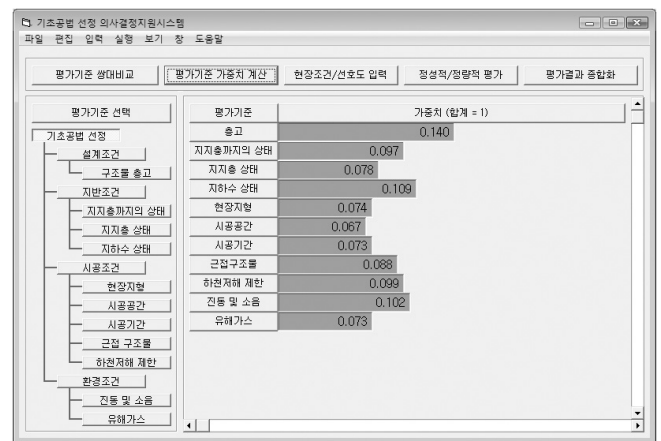 기초공법 선정 의사결정지원시스템
파일 편집 입력 실행 보기 창 도움말
평가기준 쌍대비교 평가기준 가중치 계산 현장조건/선호도 입력 정성적/정량적 평가 평가결과 종합화
평가기준 선택
기초공법 선정
설계조건
구조물 층고
지반조건
지지층까지의 상태
지지층 상태
지하수 상태
시공조건
현장지형
시공공간
시공기간
근접 구조물
하천저해 제한
환경조건
진동 및 소음
유해가스
평가기준 가중치 (합계 = 1)
층고 0.140
지지층까지의 상태 0.097
지지층 상태 0.078
지하수 상태 0.109
현장지형 0.074
시공공간 0.067
시공기간 0.073
근접구조물 0.088
하천저해 제한 0.099
진동 및 소음 0.102
유해가스 0.073